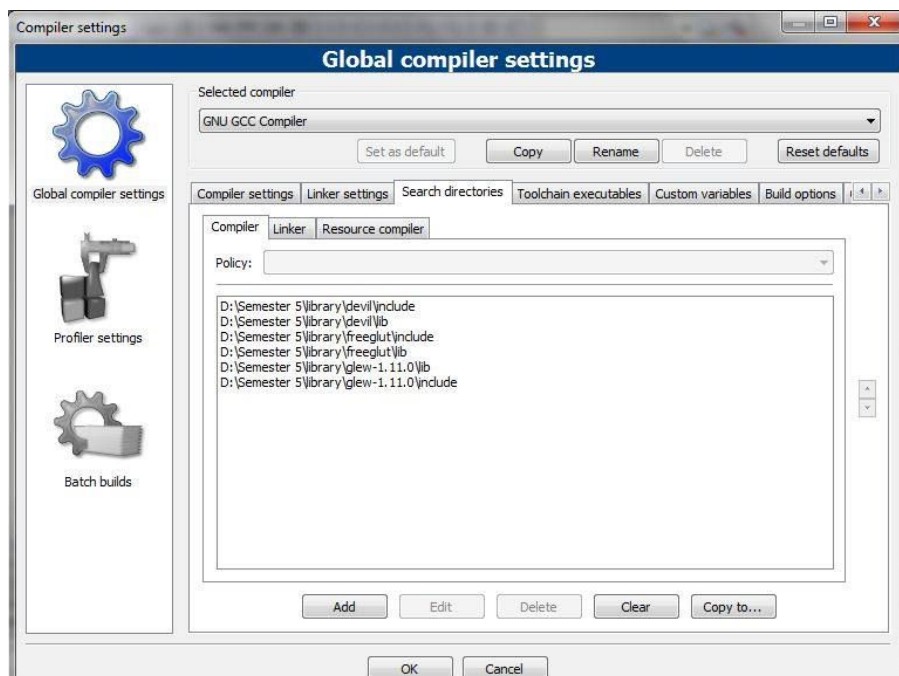 Compiler settings
Global compiler settings
Global compiler settings
Profiler settings
Batch builds
Selected compiler
GNU GCC Compiler
Set as default Copy Rename Delete Reset defaults
Compiler settings Linker settings Search directories Toolchain executables Custom variables Build options
Compiler Linker Resource compiler
Policy:
D:\Semester 5\library\devil\include
D:\Semester 5\library\devil\lib
D:\Semester 5\library\freeglut\include
D:\Semester 5\library\freeglut\lib
D:\Semester 5\library\glew-1.11.0\lib
D:\Semester 5\library\glew-1.11.0\include
Add Edit Delete Clear Copy to...
OK Cancel